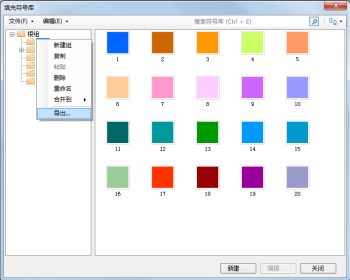 填充符号库
文件(F) 编辑(E) 搜索符号库 (Ctrl + E)
根组
新建组
复制
粘贴
删除
重命名
合并到
导出...
1 2 3 4 5
6 7 8 9 10
11 12 13 14 15
16 17 18 19 20
新建... 编辑... 关闭